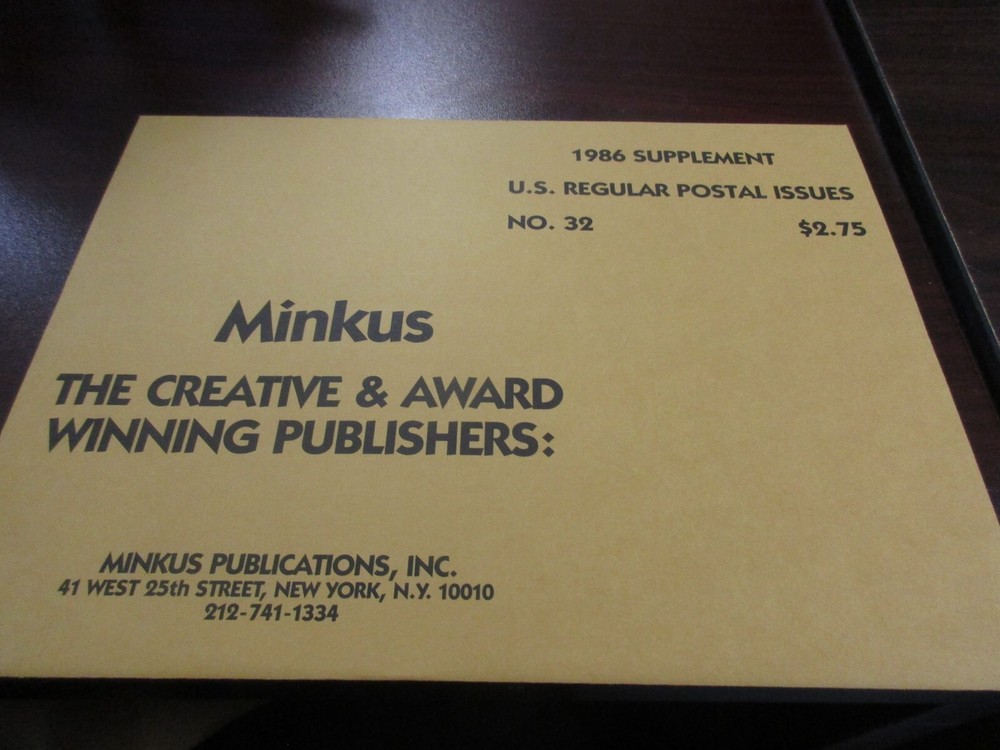 1986 SUPPLEMENT
U.S. REGULAR POSTAL ISSUES
NO. 32 $2.75
Minkus
THE CREATIVE & AWARD
WINNING PUBLISHERS:
MINKUS PUBLICATIONS, INC.
41 WEST 25th STREET, NEW YORK, N.Y. 10010
212-741-1334